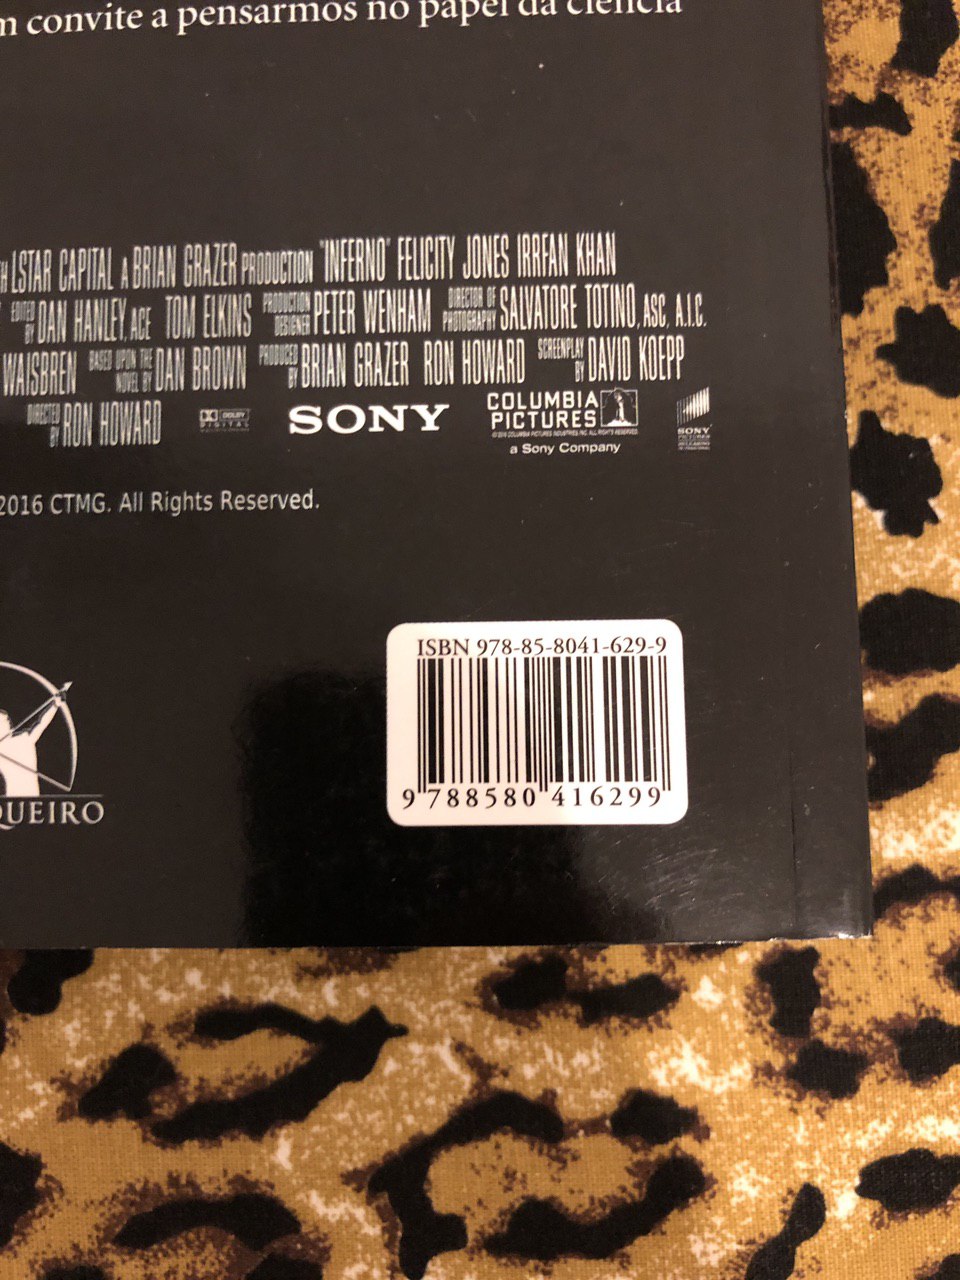 m convite a pensarmos no papel da ciência
LSTAR CAPITAL A BRIAN GRAZER PRODUCTION "INFERNO" FELICITY JONES IRRFAN KHAN
EDITED BY DAN HANLEY, ACE TOM ELKINS PRODUCTION DESIGNER PETER WENHAM DIRECTOR OF PHOTOGRAPHY SALVATORE TOTINO, ASC, A.I.C.
WAISBREN BASED UPON THE NOVEL BY DAN BROWN PRODUCED BY BRIAN GRAZER RON HOWARD SCREENPLAY BY DAVID KOEPP
DIRECTED BY RON HOWARD DOLBY DIGITAL SONY COLUMBIA PICTURES a Sony Company SONY
2016 CTMG. All Rights Reserved.
ISBN 978-85-8041-629-9
9 788580 416299
QUEIRO